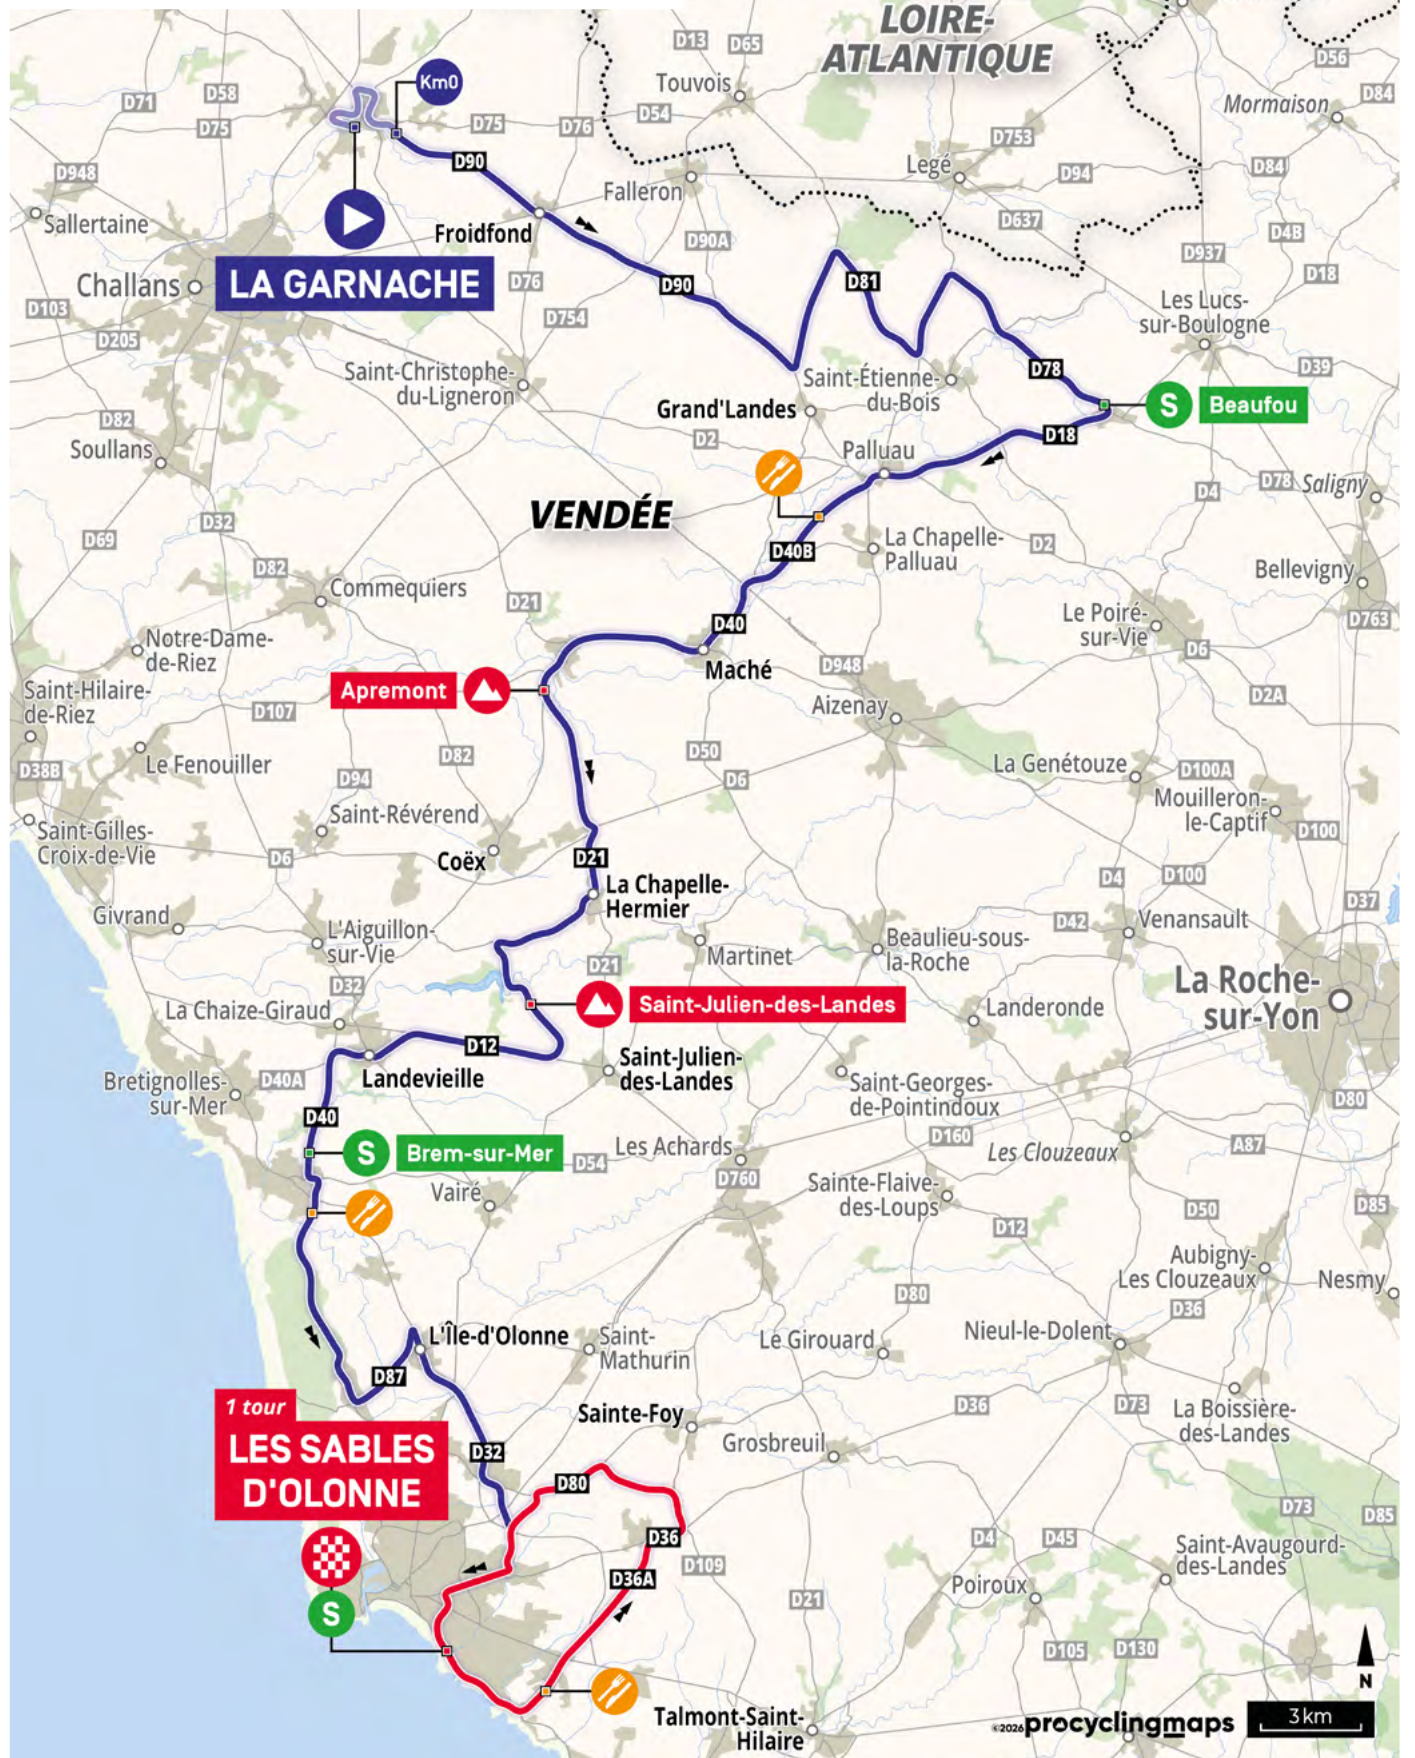 LOIRE-
ATLANTIQUE
D13
D65
D56
Touvois
Km0
D71
D58
D75
D54
D75
D76
D84
Mormaison
D753
D90
Legé
D94
D84
D948
Falleron
Sallertaine
Froidfond
D90A
D637
D4B
D937
D18
Challans
LA GARNACHE
D76
D90
D81
D103
D754
Les Lucs-
sur-Boulogne
D205
Saint-Christophe-
du-Ligneron
Saint-Étienne-
du-Bois
D78
D39
D82
Grand'Landes
S
Beaufou
Soullans
D2
Palluau
D18
D78
Saligny
D4
VENDÉE
D32
D69
D40B
La Chapelle-
Palluau
D2
Bellevigny
D82
Commequiers
D21
D40
Le Poiré-
sur-Vie
D763
Notre-Dame-
de-Riez
Maché
D948
D6
Saint-Hilaire-
de-Riez
Apremont
D2A
D107
Aizenay
D82
D50
D38B
Le Fenouiller
D94
D6
La Genétouze
D100A
Mouilleron-
le-Captif
Saint-Révérend
Saint-Gilles-
Croix-de-Vie
D100
D6
Coëx
D21
La Chapelle-
Hermier
D4
D100
D37
Givrand
L'Aiguillon-
sur-Vie
D42
Venansault
Martinet
Beaulieu-sous-
la-Roche
D21
D32
La Roche-
sur-Yon
La Chaize-Giraud
Saint-Julien-des-Landes
Landeronde
D12
Saint-Julien-
des-Landes
Landevieille
D40A
Bretignolles-
sur-Mer
Saint-Georges-
de-Pointindoux
D80
D40
D160
Les Clouzeaux
A87
S
Brem-sur-Mer
Les Achards
D54
D760
Vairé
Sainte-Flaive-
des-Loups
D12
D50
D85
Aubigny-
Les Clouzeaux
Nesmy
D80
D36
L'Île-d'Olonne
Saint-
Mathurin
Le Girouard
Nieul-le-Dolent
D87
1 tour
LES SABLES
D'OLONNE
Sainte-Foy
D36
D73
La Boissière-
des-Landes
Grosbreuil
D32
D80
D73
D85
D36
D4
D45
Saint-Avaugourd-
des-Landes
D109
D36A
Poiroux
D21
S
D105
D130
N
Talmont-Saint-
Hilaire
©2026 procyclingmaps
3 km